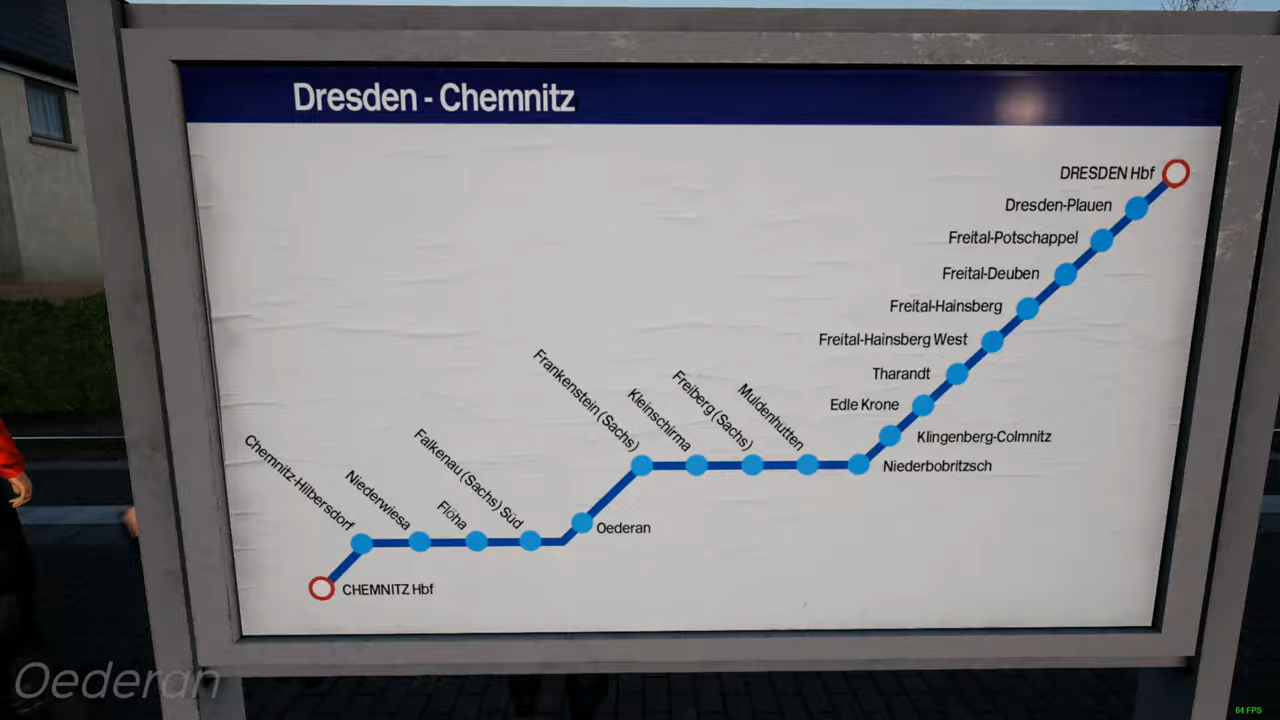 Dresden - Chemnitz
DRESDEN Hbf
Dresden-Plauen
Freital-Potschappel
Freital-Deuben
Freital-Hainsberg
Freital-Hainsberg West
Tharandt
Edle Krone
Klingenberg-Colmnitz
Niederbobritzsch
Muldenhutten
Freiberg (Sachs)
Kleinschirma
Frankenstein (Sachs)
Oederan
Falkenau (Sachs) Süd
Flöha
Niederwiesa
Chemnitz-Hilbersdorf
CHEMNITZ Hbf
Oederan
64 FPS